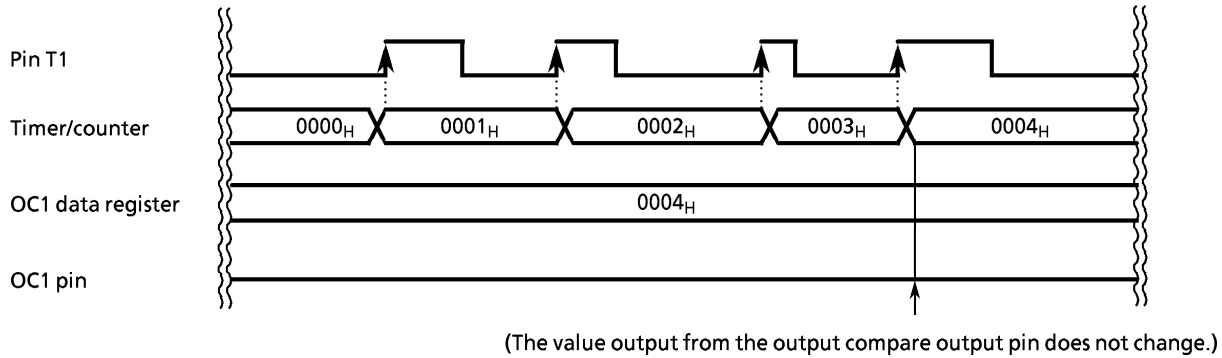 Pin T1
Timer/counter 0000H 0001H 0002H 0003H 0004H
OC1 data register 0004H
OC1 pin
(The value output from the output compare output pin does not change.)